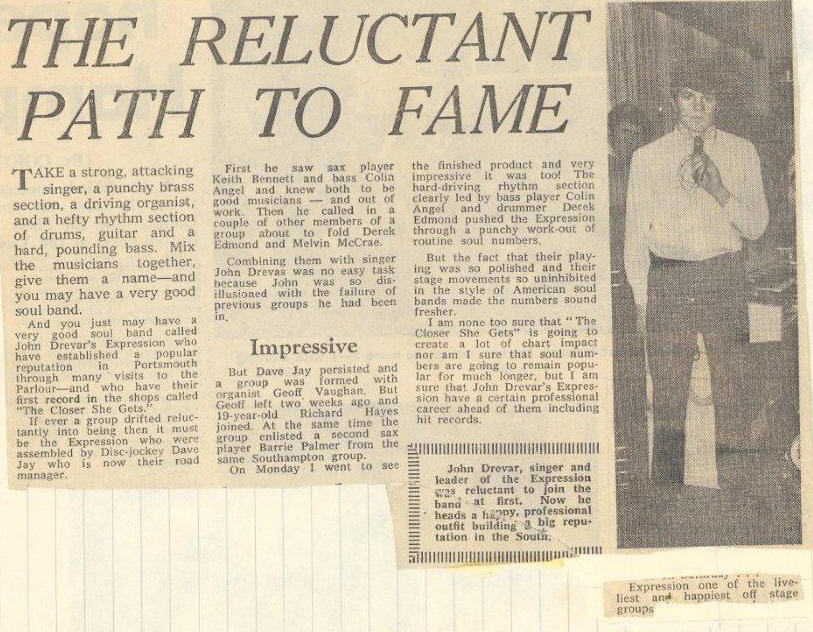 THE RELUCTANT
PATH TO FAME
TAKE a strong, attacking
singer, a punchy brass
section, a driving organist,
and a hefty rhythm section
of drums, guitar and a
hard, pounding bass. Mix
the musicians together,
give them a name—and
you may have a very good
soul band.
And you just may have a
very good soul band called
John Drevar's Expression who
have established a popular
reputation in Portsmouth
through many visits to the
Parlour—and who have their
first record in the shops called
"The Closer She Gets."
If ever a group drifted reluc-
tantly into being then it must
be the Expression who were
assembled by Disc-jockey Dave
Jay who is now their road
manager.
First he saw sax player
Keith Bennett and bass Colin
Angel and knew both to be
good musicians — and out of
work. Then he called in a
couple of other members of a
group about to fold Derek
Edmond and Melvin McCrae.
Combining them with singer
John Drevas was no easy task
because John was so dis-
illusioned with the failure of
previous groups he had been
in.
Impressive
But Dave Jay persisted and
a group was formed with
organist Geoff Vaughan. But
Geoff left two weeks ago and
19-year-old Richard Hayes
joined. At the same time the
group enlisted a second sax
player Barrie Palmer from the
same Southampton group.
On Monday I went to see
the finished product and very
impressive it was too! The
hard-driving rhythm section
clearly led by bass player Colin
Angel and drummer Derek
Edmond pushed the Expression
through a punchy work-out of
routine soul numbers.
But the fact that their play-
ing was so polished and their
stage movements so uninhibited
in the style of American soul
bands made the numbers sound
fresher.
I am none too sure that "The
Closer She Gets" is going to
create a lot of chart impact
nor am I sure that soul num-
bers are going to remain popu-
lar for much longer, but I am
sure that John Drevar's Expres-
sion have a certain professional
career ahead of them including
hit records.
John Drevar, singer and
leader of the Expression
was reluctant to join the
band at first. Now he
heads a happy, professional
outfit building a big repu-
tation in the South.
Expression one of the live-
liest and happiest off stage
groups